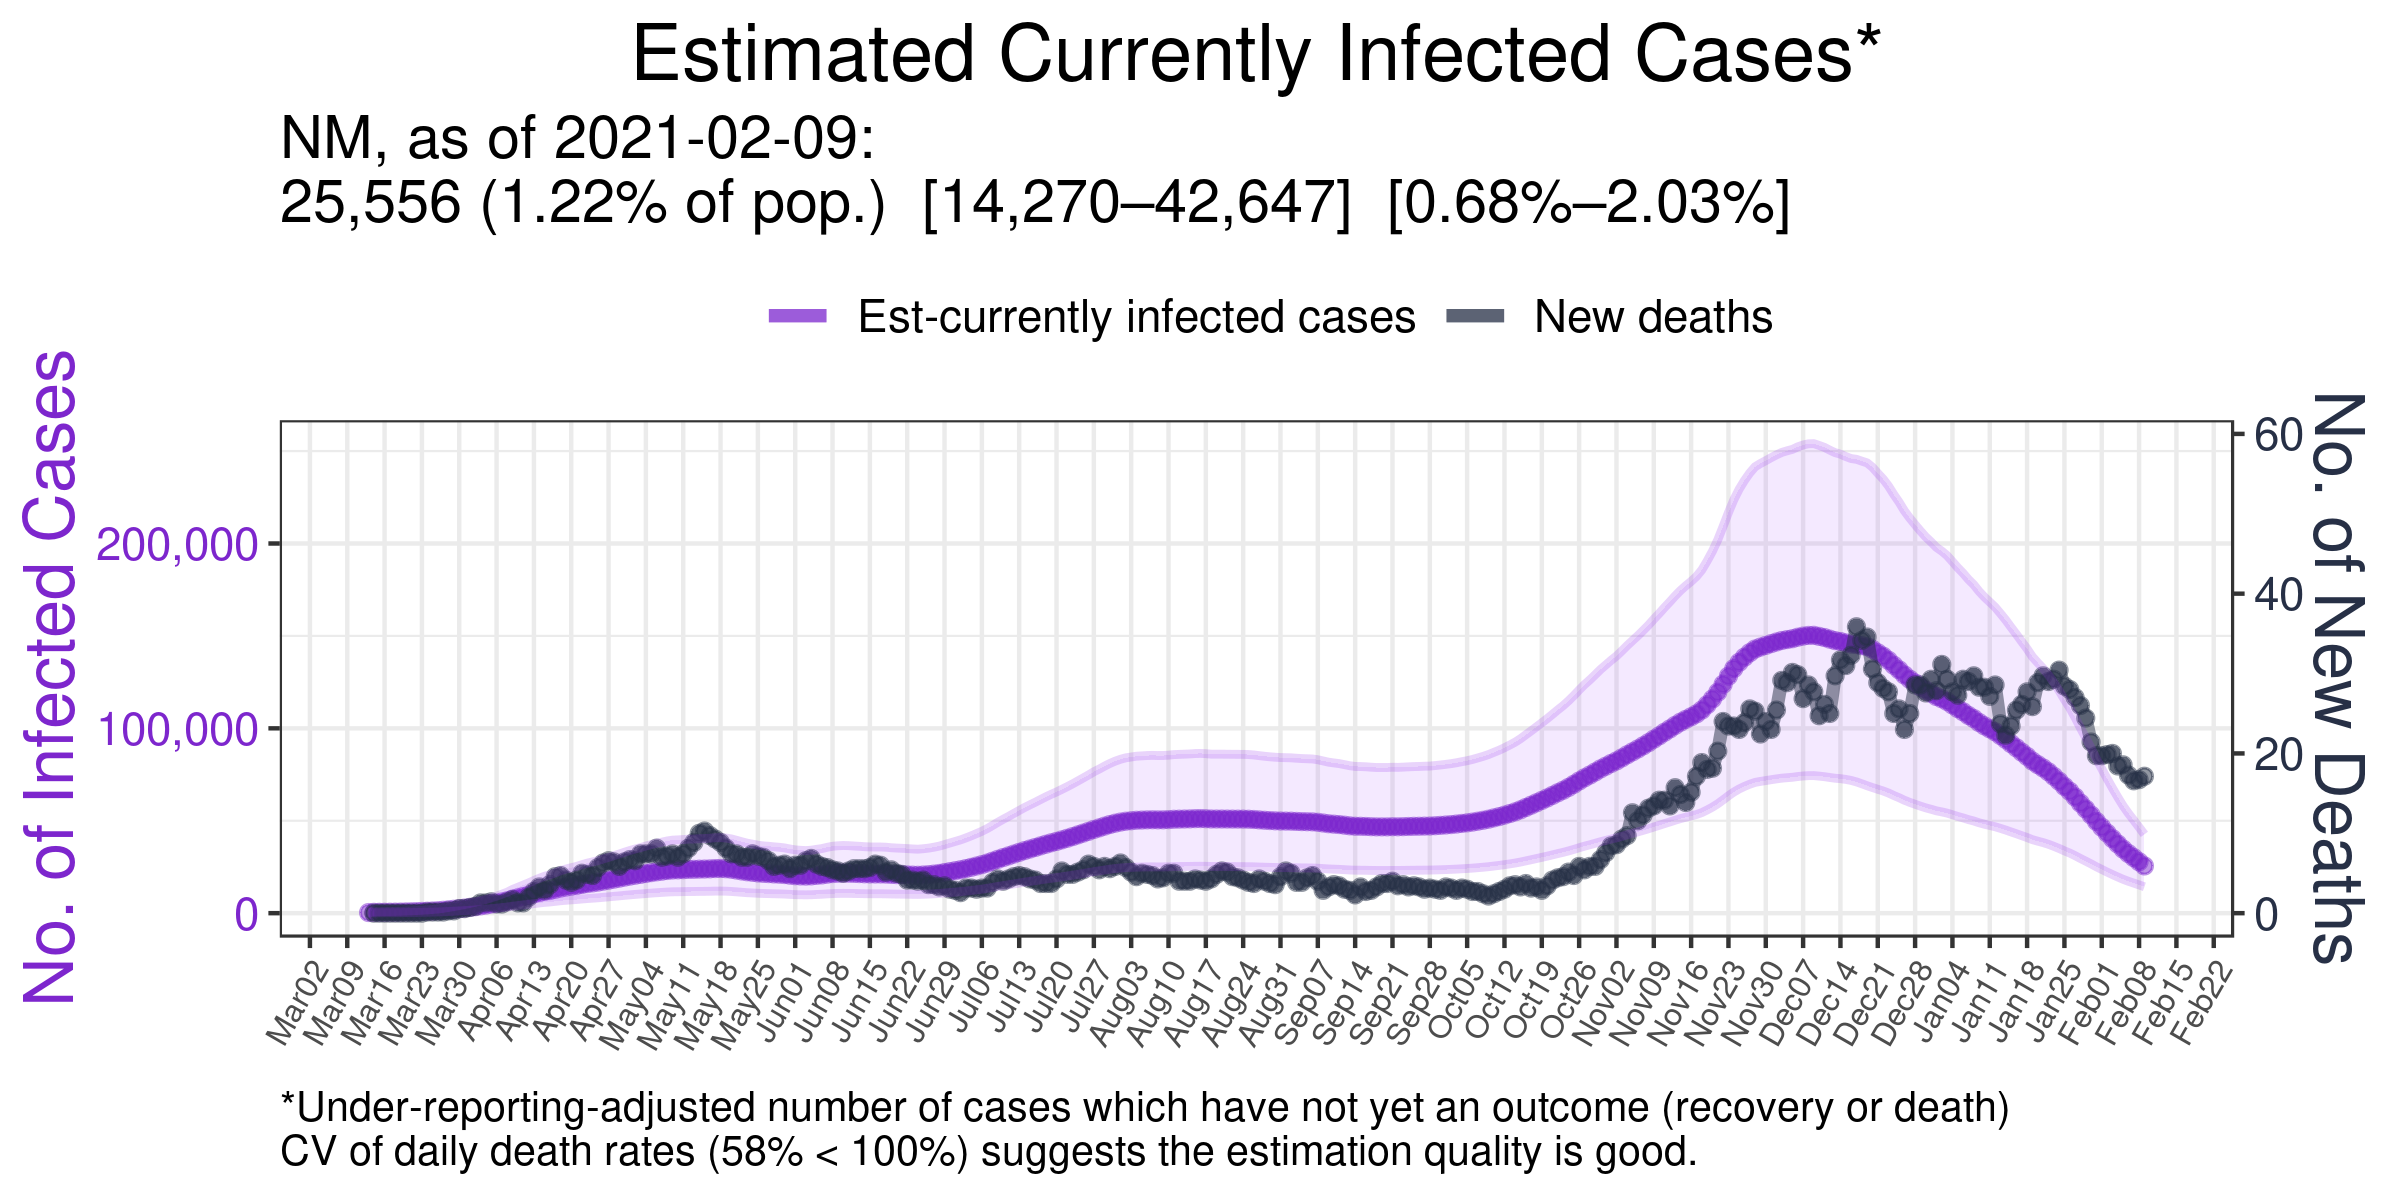 Estimated Currently Infected Cases*
NM, as of 2021-02-09:
25,556 (1.22% of pop.) [14,270–42,647] [0.68%–2.03%]
Est-currently infected cases
New deaths
No. of Infected Cases
200,000
100,000
0
60
40
20
0
No. of New Deaths
Mar02
Mar09
Mar16
Mar23
Mar30
Apr06
Apr13
Apr20
Apr27
May04
May11
May18
May25
Jun01
Jun08
Jun15
Jun22
Jun29
Jul06
Jul13
Jul20
Jul27
Aug03
Aug10
Aug17
Aug24
Aug31
Sep07
Sep14
Sep21
Sep28
Oct05
Oct12
Oct19
Oct26
Nov02
Nov09
Nov16
Nov23
Nov30
Dec07
Dec14
Dec21
Dec28
Jan04
Jan11
Jan18
Jan25
Feb01
Feb08
Feb15
Feb22
*Under-reporting-adjusted number of cases which have not yet an outcome (recovery or death)
CV of daily death rates (58% < 100%) suggests the estimation quality is good.